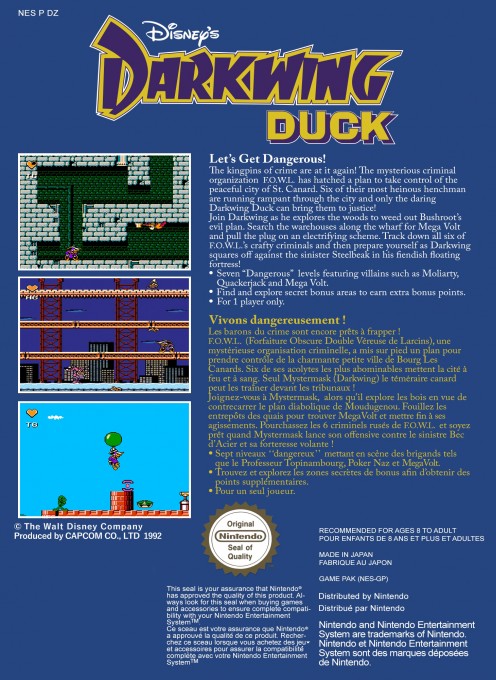 NES P DZ
Disney's
DARKWING
DUCK
Let's Get Dangerous!
The kingpins of crime are at it again! The mysterious criminal
organization F.O.W.L. has hatched a plan to take control of the
peaceful city of St. Canard. Six of their most heinous henchman
are running rampant through the city and only the daring
Darkwing Duck can bring them to justice!
Join Darkwing as he explores the woods to weed out Bushroot's
evil plan. Search the warehouses along the wharf for Mega Volt
and pull the plug on an electrifying scheme. Track down all six of
F.O.W.L.'s crafty criminals and then prepare yourself as Darkwing
squares off against the sinister Steelbeak in his fiendish floating
fortress!
• Seven "Dangerous" levels featuring villains such as Moliarty,
Quackerjack and Mega Volt.
• Find and explore secret bonus areas to earn extra bonus points.
• For 1 player only.
Vivons dangereusement !
Les barons du crime sont encore prêts à frapper !
F.O.W.L. (Forfaiture Obscure Double Véreuse de Larcins), une
mystérieuse organisation criminelle, a mis sur pied un plan pour
prendre contrôle de la charmante petite ville de Bourg Les
Canards. Six de ses acolytes les plus abominables mettent la cité à
feu et à sang. Seul Mystermask (Darkwing) le téméraire canard
peut les traîner devant les tribunaux !
Joignez-vous à Mystermask, alors qu'il explore les bois en vue de
contrecarrer le plan diabolique de Moudugenou. Fouillez les
entrepôts des quais pour trouver MegaVolt et mettre fin à ses
agissements. Pourchassez les 6 criminels rusés de F.O.W.L. et soyez
prêt quand Mystermask lance son offensive contre le sinistre Bec
d'Acier et sa forteresse volante !
• Sept niveaux ''dangereux'' mettant en scène des brigands tels
que le Professeur Topinambourg, Poker Naz et MegaVolt.
• Trouvez et explorez les zones secrètes de bonus afin d'obtenir des
points supplémentaires.
• Pour un seul joueur.
© The Walt Disney Company
Produced by CAPCOM CO., LTD 1992
Original
Nintendo
Seal of
Quality
This seal is your assurance that Nintendo®
has approved the quality of this product. Al-
ways look for this seal when buying games
and accessories to ensure complete compati-
bility with your Nintendo Entertainment
System™
Ce sceau est votre assurance que Nintendo®
a approuvé la qualité de ce produit. Recher-
chez ce sceau lorsque vous achetez des jeu*
et accessoires pour assurer la compatibilité
complète avec votre Nintendo Entertainment
System™
RECOMMENDED FOR AGES 8 TO ADULT
POUR ENFANTS DE 8 ANS ET PLUS ET ADULTES
MADE IN JAPAN
FABRIQUE AU JAPON
GAME PAK (NES-GP)
Distributed by Nintendo
Distribué par Nintendo
Nintendo and Nintendo Entertainment
System are trademarks of Nintendo.
Nintendo et Nintendo Entertainment
System sont des marques déposées
de Nintendo.